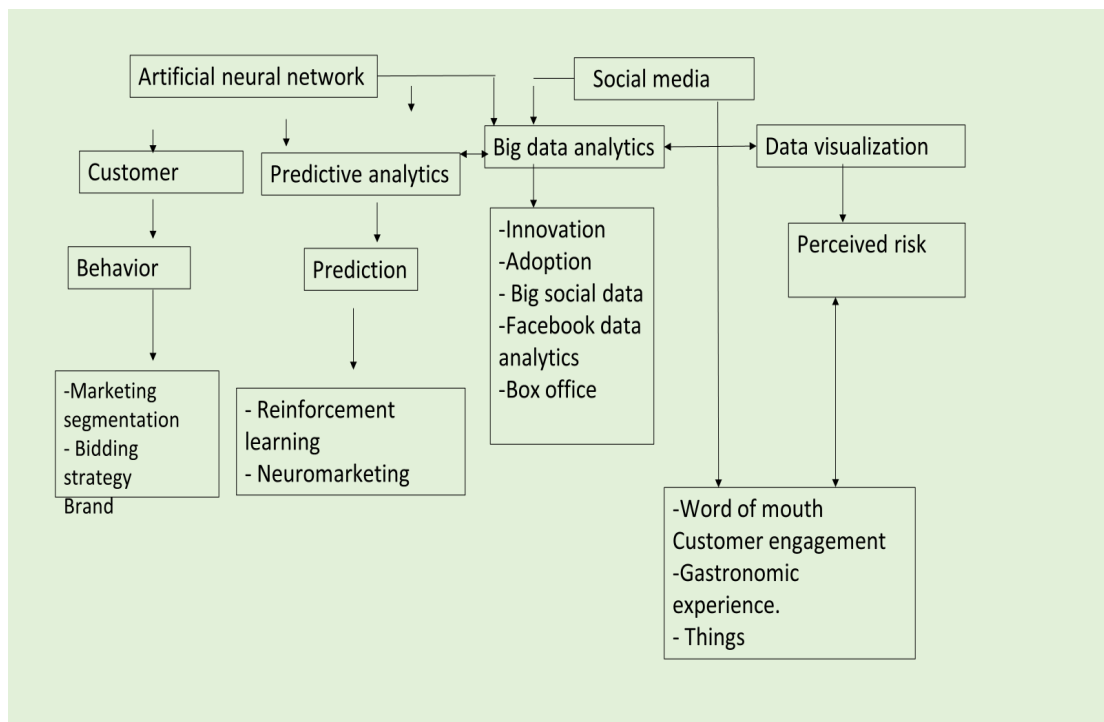 Artificial neural network
Social media
Big data analytics
Data visualization
Customer
Predictive analytics
Behavior
Prediction
-Innovation
-Adoption
- Big social data
-Facebook data
analytics
-Box office
Perceived risk
-Marketing
segmentation
- Bidding
strategy
Brand
- Reinforcement
learning
- Neuromarketing
-Word of mouth
Customer engagement
-Gastronomic
experience.
- Things